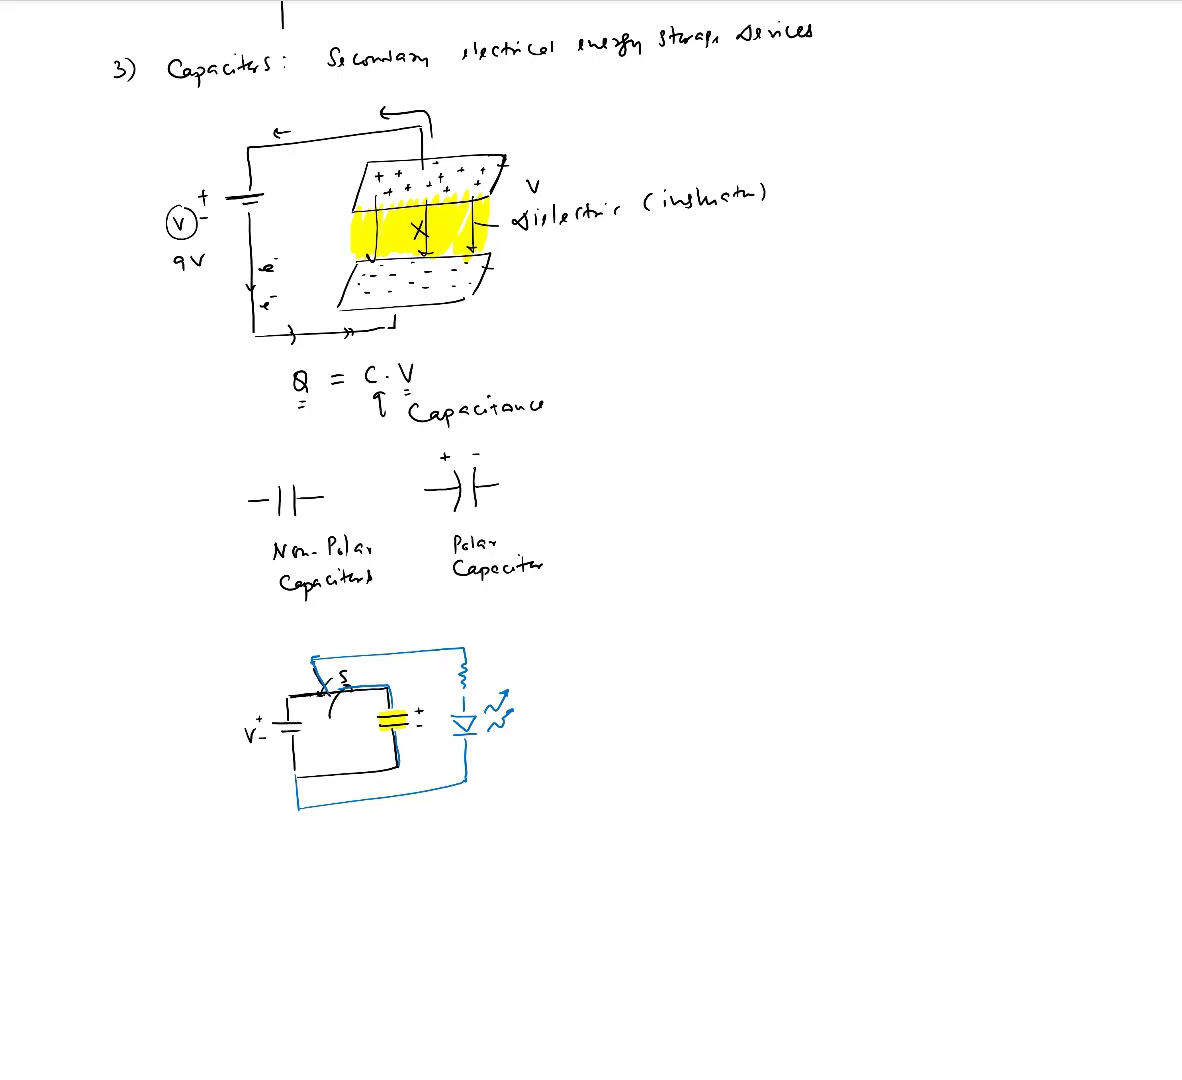 3) Capacitors: Secondary electrical energy storage devices
+
-
V
9V
e-
e-
+ + + + + + + + + +
X
- - - - - - - - - -
V
Dielectric (insulator)
Q = C . V
Capacitance
+ -
Non-Polar
Capacitors
Polar
Capacitor
S
+
V -
+
-